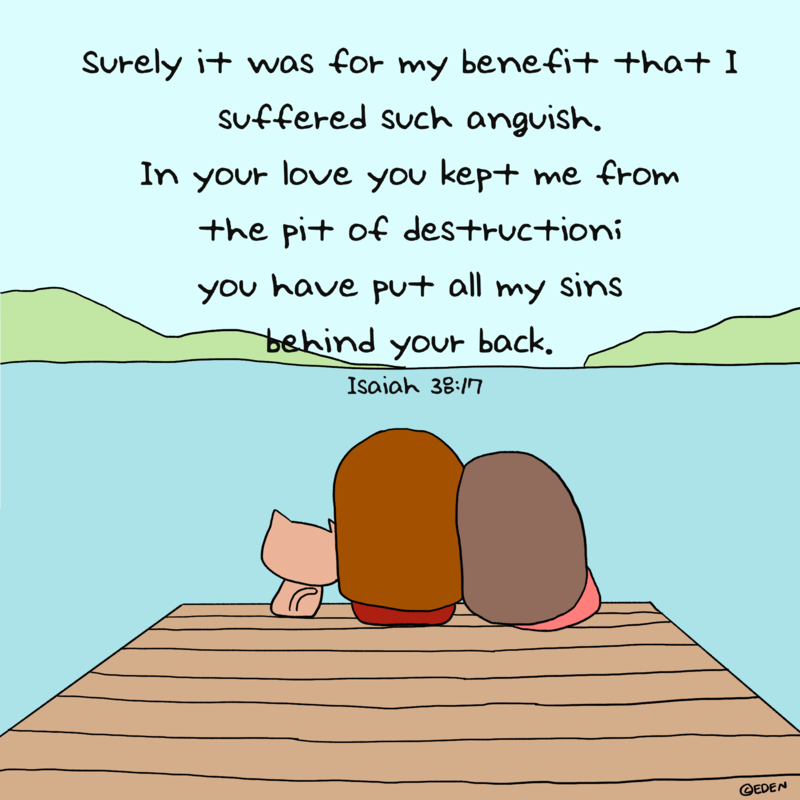 Surely it was for my benefit that I
suffered such anguish.
In your love you kept me from
the pit of destruction;
you have put all my sins
behind your back.
Isaiah 38:17
©EDEN